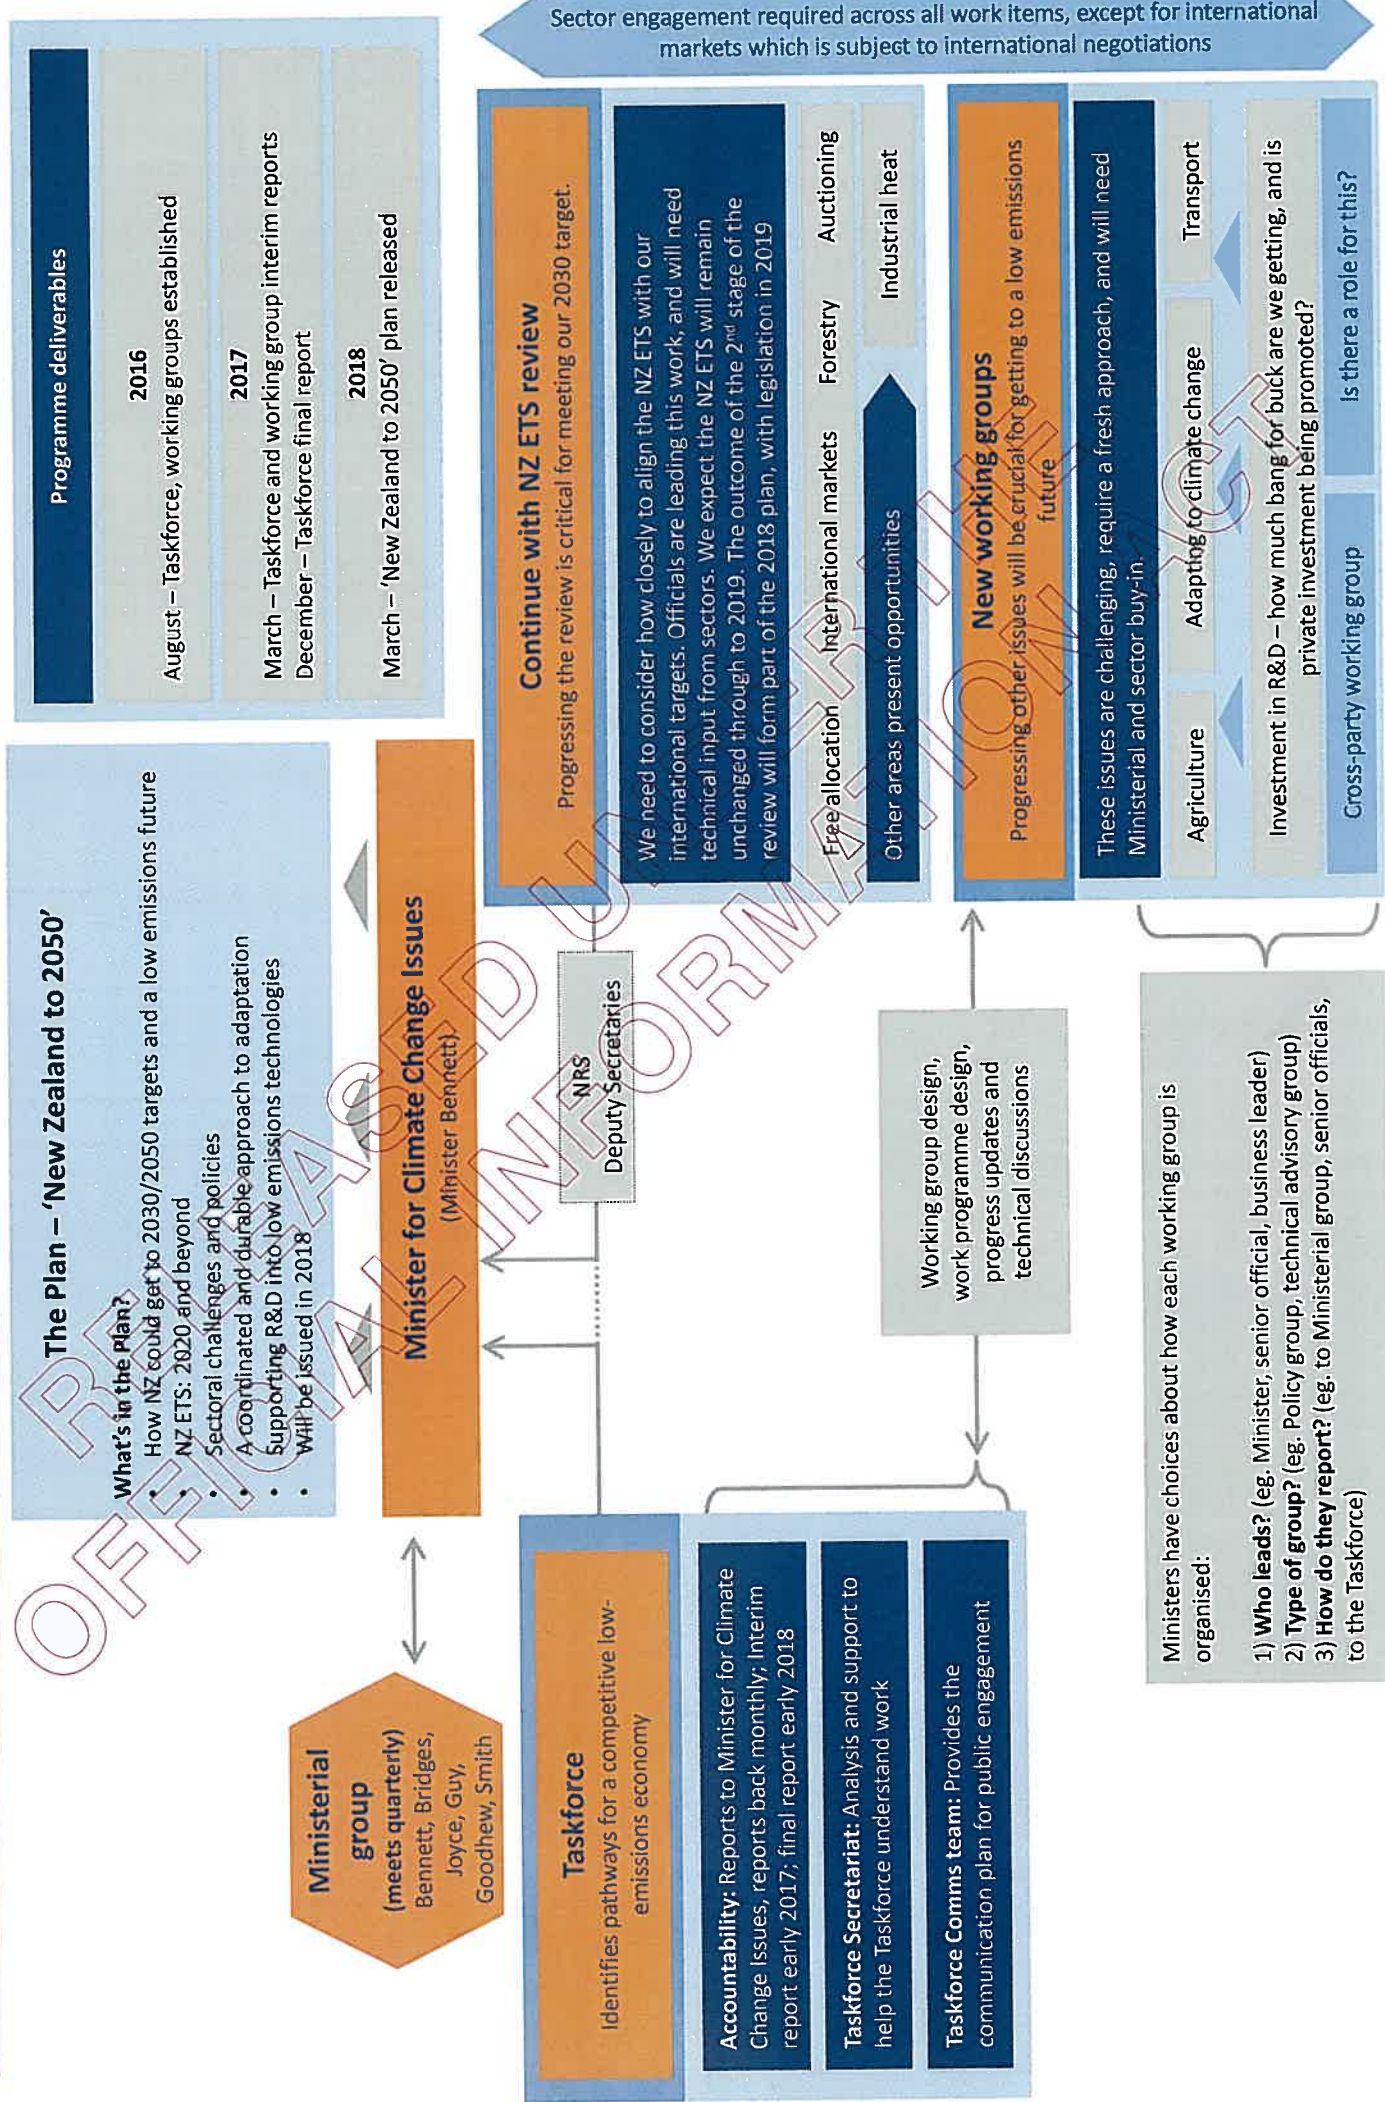 The Plan – ‘New Zealand to 2050’
What's in the Plan?
• How NZ could get to 2030/2050 targets and a low emissions future
• NZ ETS: 2020 and beyond
• Sectoral challenges and policies
• A coordinated and durable approach to adaptation
• Supporting R&D into low emissions technologies
• Will be issued in 2018
Programme deliverables
2016
August – Taskforce, working groups established
2017
March – Taskforce and working group interim reports
December – Taskforce final report
2018
March – ‘New Zealand to 2050’ plan released
Ministerial
group
(meets quarterly)
Bennett, Bridges,
Joyce, Guy,
Goodhew, Smith
Minister for Climate Change Issues
(Minister Bennett)
Taskforce
Identifies pathways for a competitive low-
emissions economy
Accountability: Reports to Minister for Climate
Change Issues, reports back monthly; Interim
report early 2017; final report early 2018
Taskforce Secretariat: Analysis and support to
help the Taskforce understand work
Taskforce Comms team: Provides the
communication plan for public engagement
NRS
Deputy Secretaries
Working group design,
work programme design,
progress updates and
technical discussions
Continue with NZ ETS review
Progressing the review is critical for meeting our 2030 target.
We need to consider how closely to align the NZ ETS with our
international targets. Officials are leading this work, and will need
technical input from sectors. We expect the NZ ETS will remain
unchanged through to 2019. The outcome of the 2nd stage of the
review will form part of the 2018 plan, with legislation in 2019
Free allocation International markets Forestry Auctioning
Other areas present opportunities
Industrial heat
New working groups
Progressing other issues will be crucial for getting to a low emissions
future
These issues are challenging, require a fresh approach, and will need
Ministerial and sector buy-in.
Agriculture
Adapting to climate change
Transport
Investment in R&D – how much bang for buck are we getting, and is
private investment being promoted?
Cross-party working group
Is there a role for this?
Ministers have choices about how each working group is
organised:
1) Who leads? (eg. Minister, senior official, business leader)
2) Type of group? (eg. Policy group, technical advisory group)
3) How do they report? (eg. to Ministerial group, senior officials,
to the Taskforce)
Sector engagement required across all work items, except for international
markets which is subject to international negotiations
RELEASED UNDER THE
OFFICIAL INFORMATION ACT